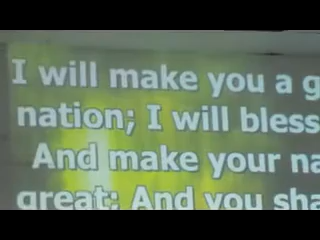 I will make you a
nation; I will bless
And make your
great; And you